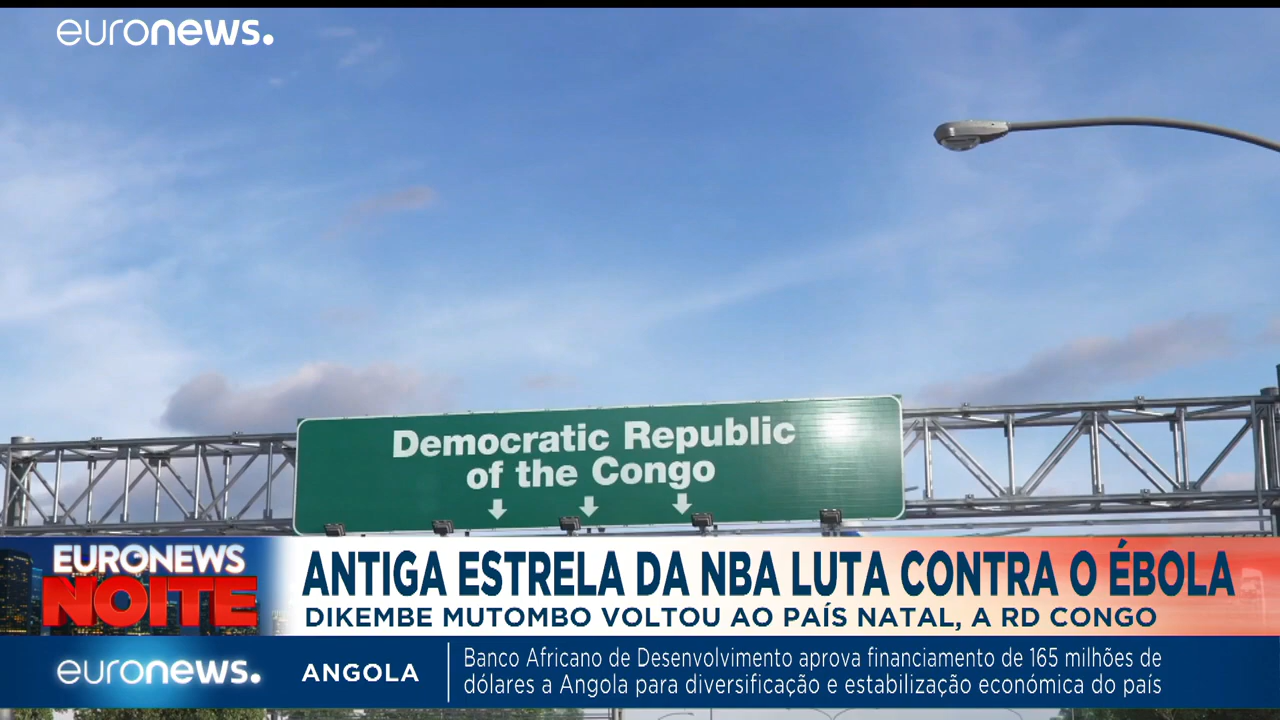 euronews.
Democratic Republic
of the Congo
EURONEWS
NOITE
ANTIGA ESTRELA DA NBA LUTA CONTRA O ÉBOLA
DIKEMBE MUTOMBO VOLTOU AO PAÍS NATAL, A RD CONGO
euronews.
ANGOLA
Banco Africano de Desenvolvimento aprova financiamento de 165 milhões de
dólares a Angola para diversificação e estabilização económica do país